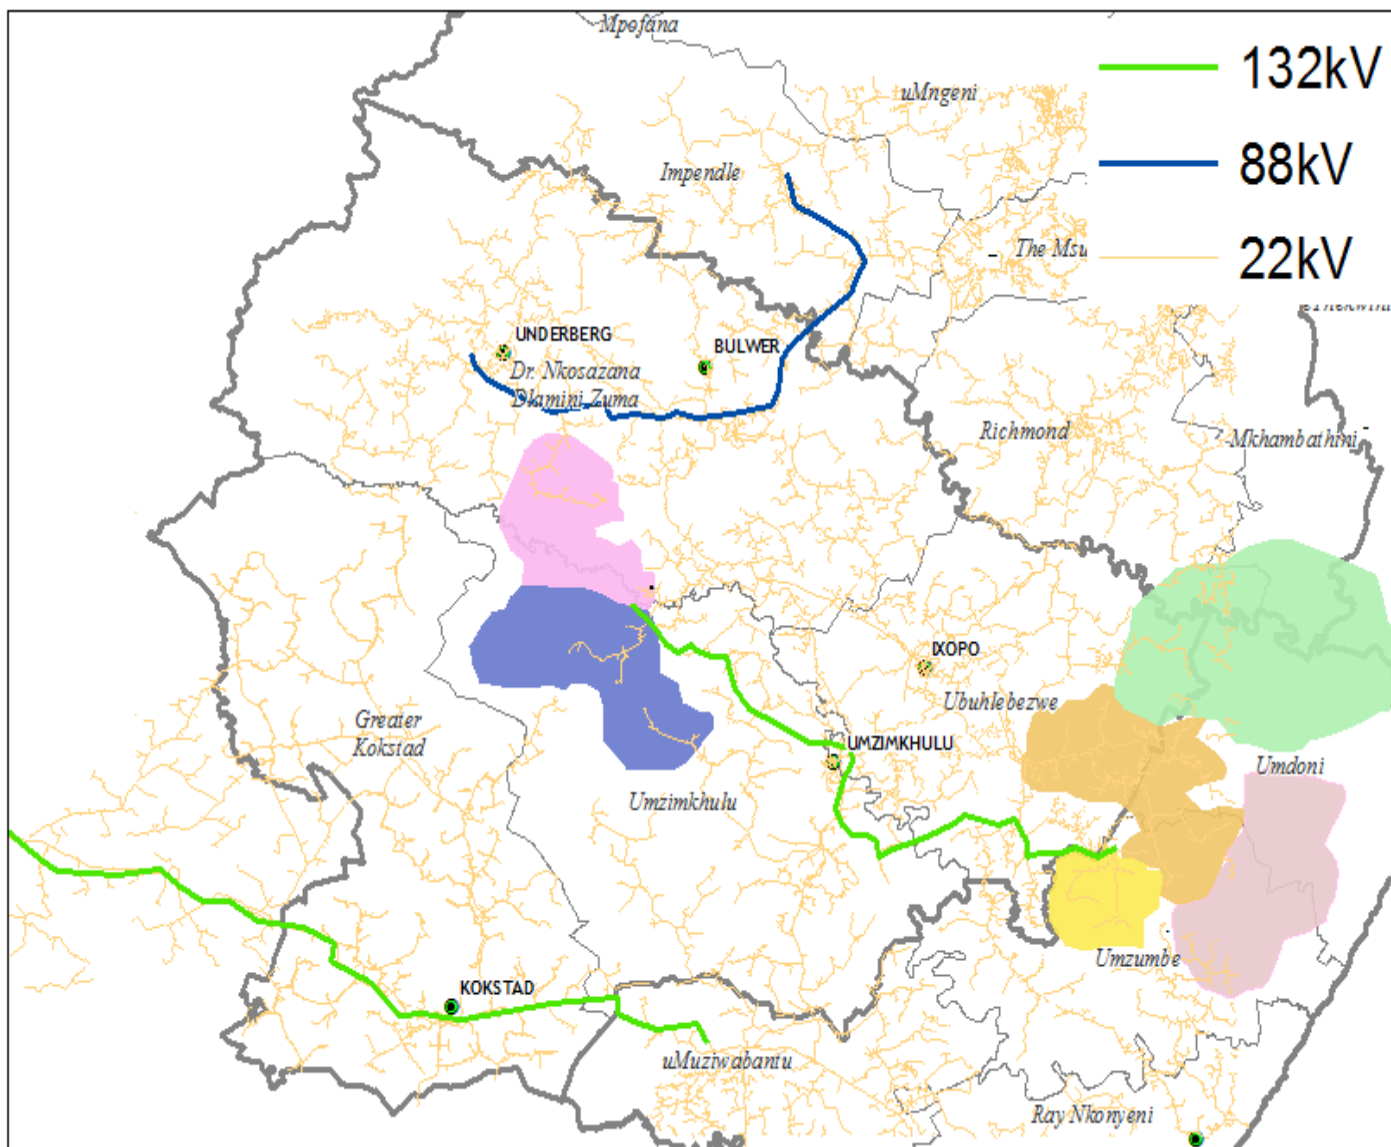 Mpofana
132kV
uMngeni
88kV
Impendle
The Msu
22kV
UNDERBERG
BULWER
Dr. Nkosazana
Dlamini Zuma
Richmond
Mkhambathini
IXOPO
Ubuhlebezwe
Greater
Kokstad
UMZIMKHULU
Umdoni
Umzimkhulu
Umzumbe
KOKSTAD
uMuziwabantu
Ray Nkonyeni